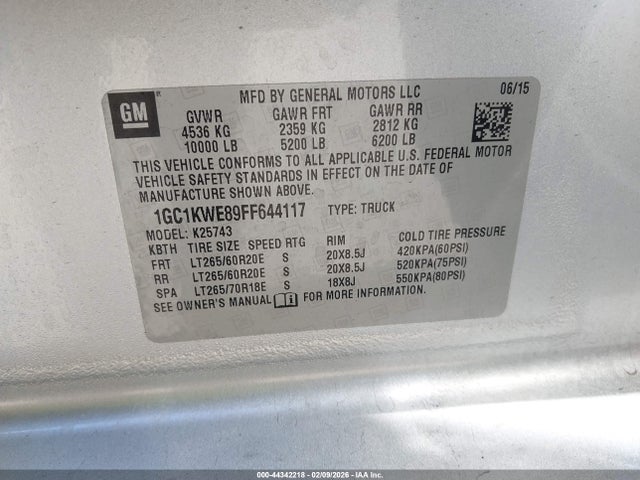 GM
MFD BY GENERAL MOTORS LLC 06/15
GVWR GAWR FRT GAWR RR
4536 KG 2359 KG 2812 KG
10000 LB 5200 LB 6200 LB
THIS VEHICLE CONFORMS TO ALL APPLICABLE U.S. FEDERAL MOTOR
VEHICLE SAFETY STANDARDS IN EFFECT ON THE DATE OF
MANUFACTURE SHOWN ABOVE.
1GC1KWE89FF644117 TYPE: TRUCK
MODEL: K25743
KBTH TIRE SIZE SPEED RTG RIM COLD TIRE PRESSURE
FRT LT265/60R20E S 20X8.5J 420KPA(60PSI)
RR LT265/60R20E S 20X8.5J 520KPA(75PSI)
SPA LT265/70R18E S 18X8J 550KPA(80PSI)
SEE OWNER'S MANUAL i FOR MORE INFORMATION.
000-44342218 - 02/09/2026 - IAAI.COM